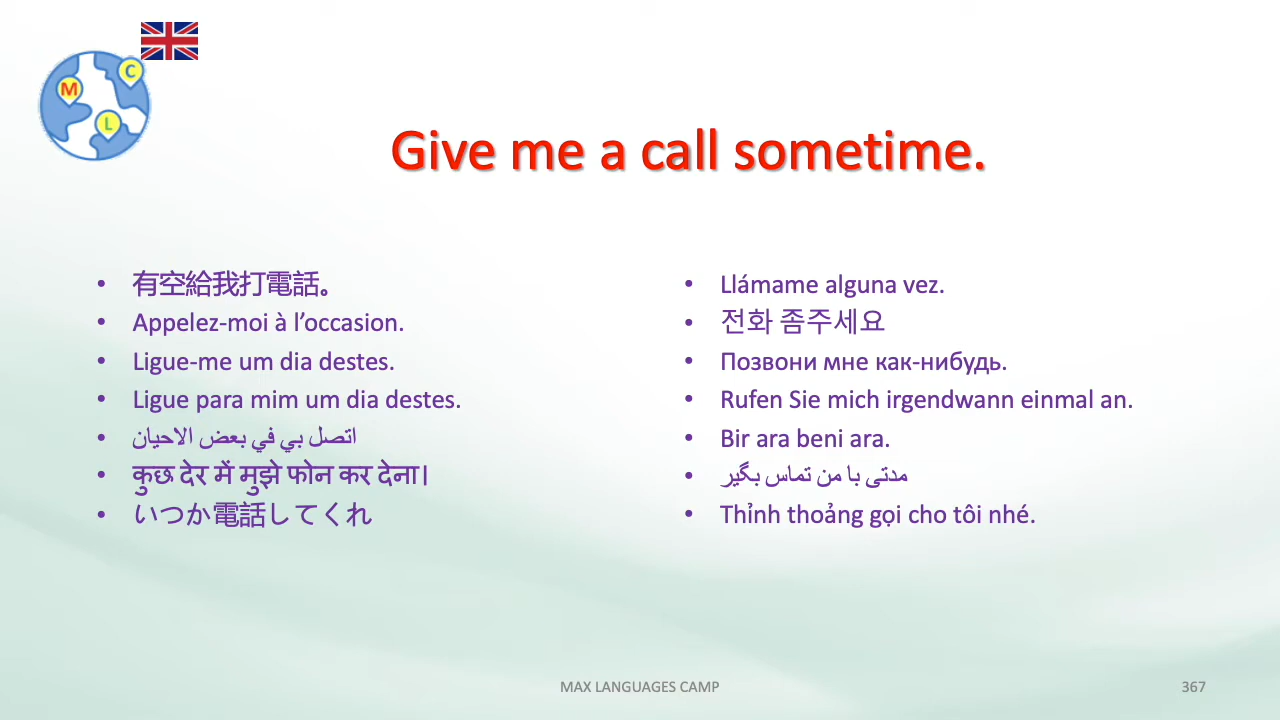 C
M
L
Give me a call sometime.
• 有空給我打電話。
• Appelez-moi à l’occasion.
• Ligue-me um dia destes.
• Ligue para mim um dia destes.
• اتصل بي في بعض الاحيان
• कुछ देर में मुझे फोन कर देना।
• いつか電話してくれ
• Llámame alguna vez.
• 전화 좀주세요
• Позвони мне как-нибудь.
• Rufen Sie mich irgendwann einmal an.
• Bir ara beni ara.
• مدتی با من تماس بگیر
• Thỉnh thoảng gọi cho tôi nhé.
MAX LANGUAGES CAMP
367